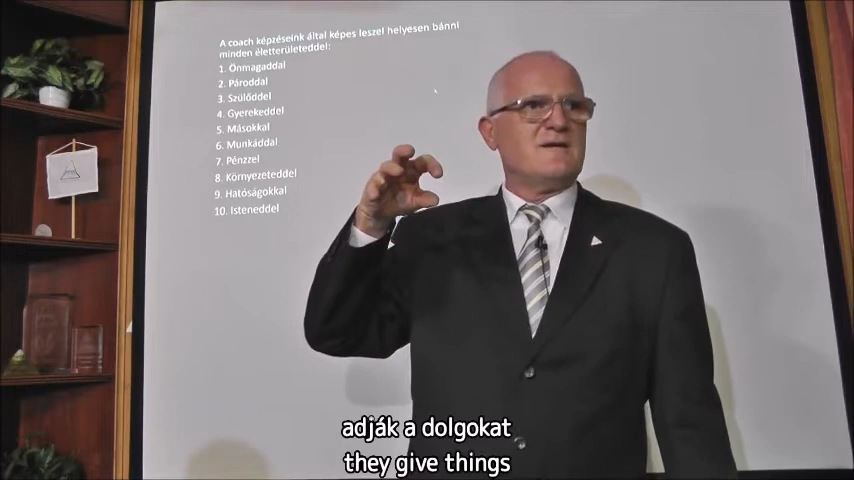 A coach képzéseink által képes leszel helyesen bánni
minden életterületeddel:
1. Önmagaddal
2. Pároddal
3. Szülőddel
4. Gyerekeddel
5. Másokkal
6. Munkáddal
7. Pénzzel
8. Környezeteddel
9. Hatóságokkal
10. Isteneddel
adják a dolgokat
they give things